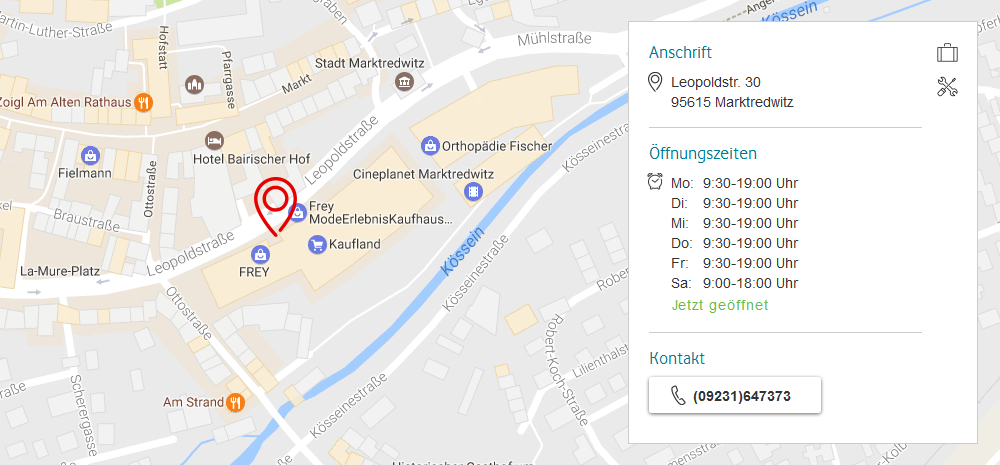 Martin-Luther-Straße
Hofstatt
Pfarrgasse
Zoigl Am Alten Rathaus
Stadt Marktredwitz
Markt
Mühlstraße
Kössein
Hotel Bairischer Hof
Leopoldstraße
Orthopädie Fischer
Kösseinestraße
Fielmann
Ottostraße
Cineplanet Marktredwitz
Braustraße
Frey
ModeErlebnisKaufhaus...
Kaufland
Leopoldstraße
FREY
La-Mure-Platz
Kössein
Kösseinestraße
Ottostraße
Robert-Koch-Straße
Scherergasse
Am Strand
Kösseinestraße
Anschrift
Leopoldstr. 30
95615 Marktredwitz
Öffnungszeiten
Mo: 9:30-19:00 Uhr
Di: 9:30-19:00 Uhr
Mi: 9:30-19:00 Uhr
Do: 9:30-19:00 Uhr
Fr: 9:30-19:00 Uhr
Sa: 9:00-18:00 Uhr
Jetzt geöffnet
Kontakt
(09231)647373